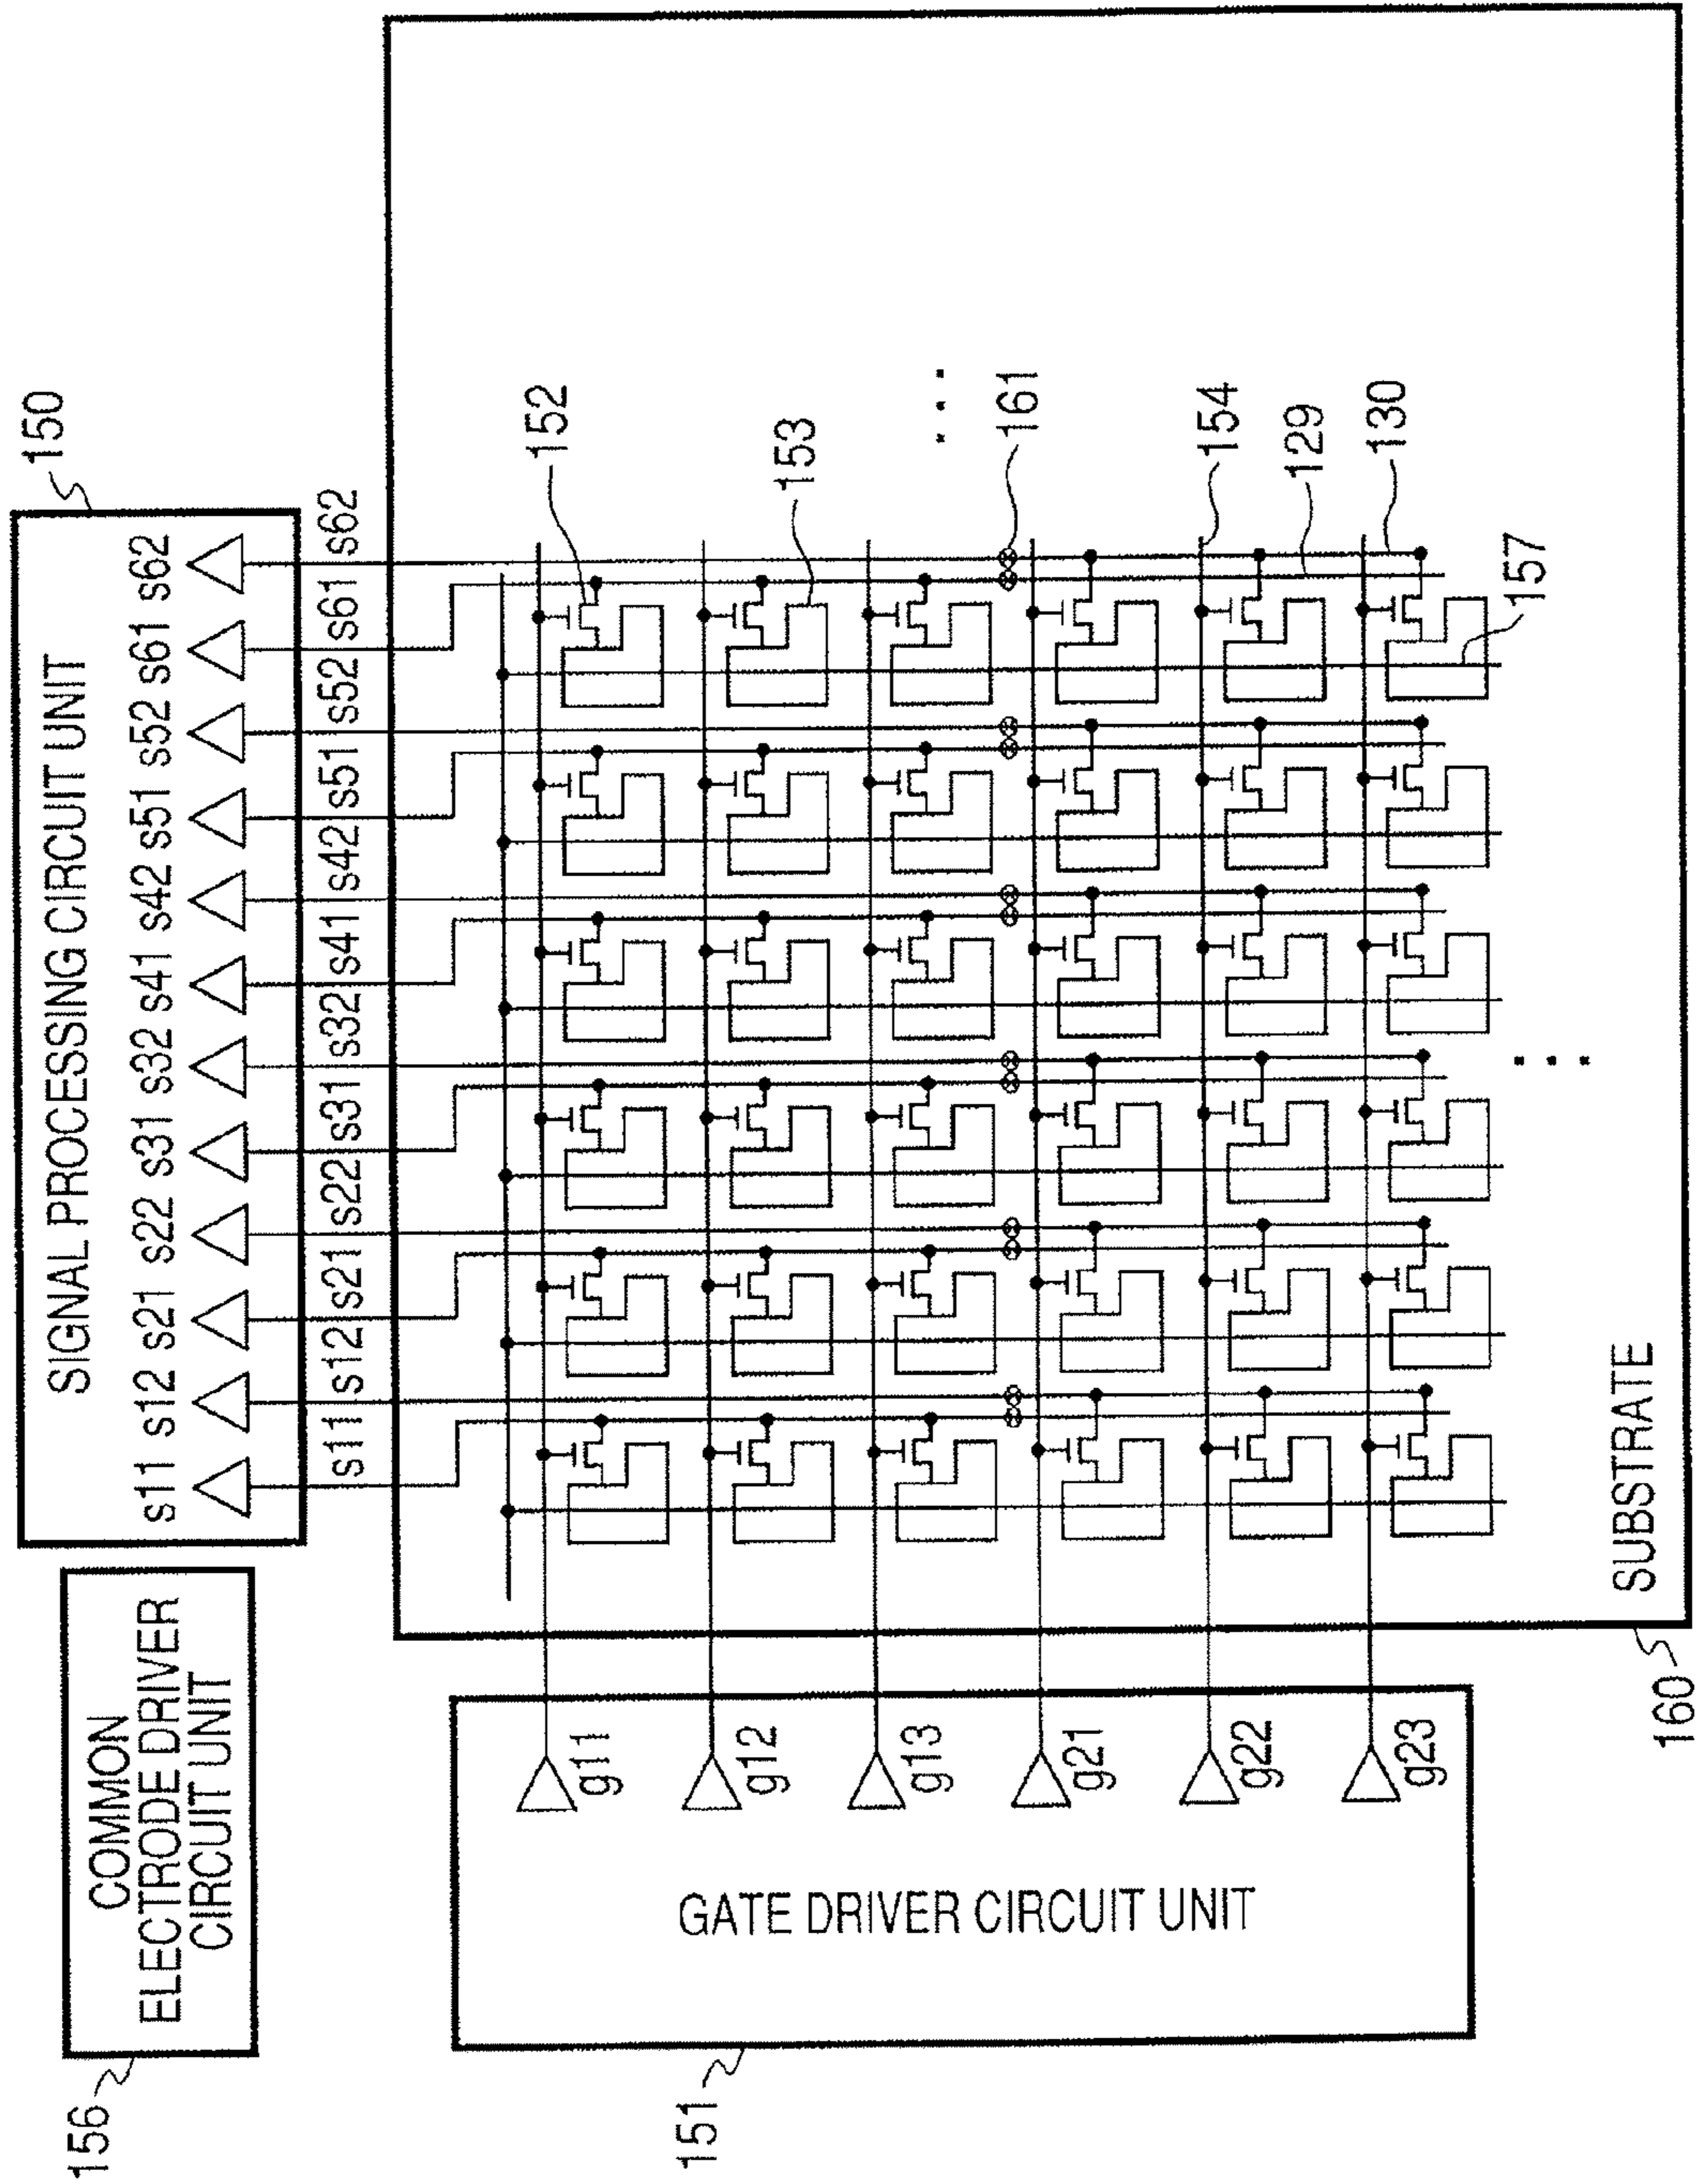 156
COMMON
ELECTRODE DRIVER
CIRCUIT UNIT
150
SIGNAL PROCESSING CIRCUIT UNIT
s11 s12 s21 s22 s31 s32 s41 s42 s51 s52 s61 s62
s11 s12 s21 s22 s31 s32 s41 s42 s51 s52 s61 s62
151
GATE DRIVER CIRCUIT UNIT
g11
g12
g13
g21
g22
g23
152
153
161
154
129
130
157
SUBSTRATE
160